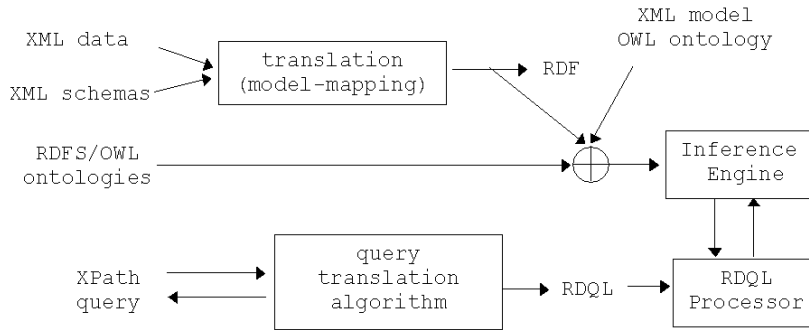 XML data
XML schemas
translation
(model-mapping)
RDF
XML model
OWL ontology
RDFS/OWL
ontologies
Inference
Engine
XPath
query
query
translation
algorithm
RDQL
RDQL
Processor